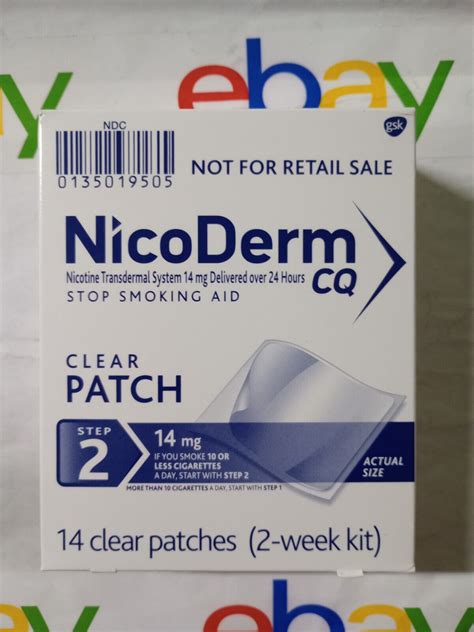 ebay
NDC
0135019505
gsk
NOT FOR RETAIL SALE
NicoDerm
CQ
Nicotine Transdermal System 14 mg Delivered over 24 Hours
STOP SMOKING AID
CLEAR
PATCH
STEP
2
14 mg
IF YOU SMOKE 10 OR
LESS CIGARETTES
A DAY, START WITH STEP 2
MORE THAN 10 CIGARETTES A DAY, START WITH STEP 1
ACTUAL
SIZE
14 clear patches (2-week kit)
ebay